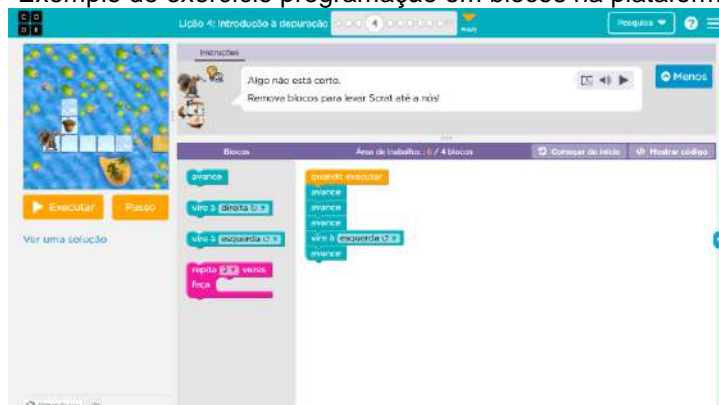 Exemplo de exercício programação em blocos na plataform
C O
D E
Lição 4: Introdução à depuração
4
MAZE
Pesquisa
?
Instruções
Algo não está certo.
Remova blocos para levar Scrat até a nós!
Menos
Blocos
Área de trabalho: 6 / 4 blocos
Começar do início
Mostrar código
avance
vire à direita
vire à esquerda
repita 2 vezes
faça
quando executar
avance
avance
avance
vire à esquerda
avance
Executar
Passo
Ver uma solução